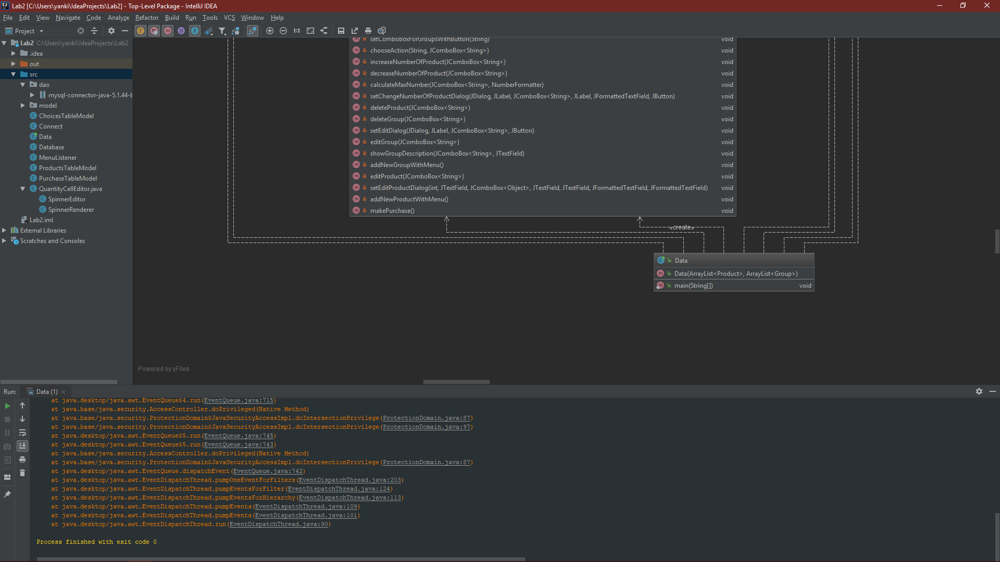 Lab2 [C:\Users\yanki\IdeaProjects\Lab2] - Top-Level Package - IntelliJ IDEA
File Edit View Navigate Code Analyze Refactor Build Run Tools VCS Window Help
Project
1:1
Lab2 C:\Users\yanki\IdeaProjects\Lab2
.idea
out
src
dao
mysql-connector-java-5.1.44-b
model
ChoicesTableModel
Connect
Data
Database
MenuListener
ProductsTableModel
PurchaseTableModel
QuantityCellEditor.java
SpinnerEditor
SpinnerRenderer
Lab2.iml
External Libraries
Scratches and Consoles
setComboBoxForGroupsWithButton(String) void
chooseAction(String, JComboBox<String>) void
increaseNumberOfProduct(JComboBox<String>) void
decreaseNumberOfProduct(JComboBox<String>) void
calculateMaxNumber(JComboBox<String>, NumberFormatter) void
setChangeNumberOfProductDialog(JDialog, JLabel, JComboBox<String>, JLabel, JFormattedTextField, JButton) void
deleteProduct(JComboBox<String>) void
deleteGroup(JComboBox<String>) void
setEditDialog(JDialog, JLabel, JComboBox<String>, JButton) void
editGroup(JComboBox<String>) void
showGroupDescription(JComboBox<String>, JTextField) void
addNewGroupWithMenu() void
editProduct(JComboBox<String>) void
setEditProductDialog(int, JTextField, JComboBox<Object>, JTextField, JTextField, JFormattedTextField, JFormattedTextField) void
addNewProductWithMenu() void
makePurchase() void
«create»
Data
Data(ArrayList<Product>, ArrayList<Group>)
main(String[]) void
Powered by yFiles
Run: Data (1)
at java.desktop/java.awt.EventQueue$4.run(EventQueue.java:715)
at java.base/java.security.AccessController.doPrivileged(Native Method)
at java.base/java.security.ProtectionDomain$JavaSecurityAccessImpl.doIntersectionPrivilege(ProtectionDomain.java:87)
at java.base/java.security.ProtectionDomain$JavaSecurityAccessImpl.doIntersectionPrivilege(ProtectionDomain.java:97)
at java.desktop/java.awt.EventQueue$5.run(EventQueue.java:745)
at java.desktop/java.awt.EventQueue$5.run(EventQueue.java:743)
at java.base/java.security.AccessController.doPrivileged(Native Method)
at java.base/java.security.ProtectionDomain$JavaSecurityAccessImpl.doIntersectionPrivilege(ProtectionDomain.java:87)
at java.desktop/java.awt.EventQueue.dispatchEvent(EventQueue.java:742)
at java.desktop/java.awt.EventDispatchThread.pumpOneEventForFilters(EventDispatchThread.java:203)
at java.desktop/java.awt.EventDispatchThread.pumpEventsForFilter(EventDispatchThread.java:124)
at java.desktop/java.awt.EventDispatchThread.pumpEventsForHierarchy(EventDispatchThread.java:113)
at java.desktop/java.awt.EventDispatchThread.pumpEvents(EventDispatchThread.java:109)
at java.desktop/java.awt.EventDispatchThread.pumpEvents(EventDispatchThread.java:101)
at java.desktop/java.awt.EventDispatchThread.run(EventDispatchThread.java:90)
Process finished with exit code 0